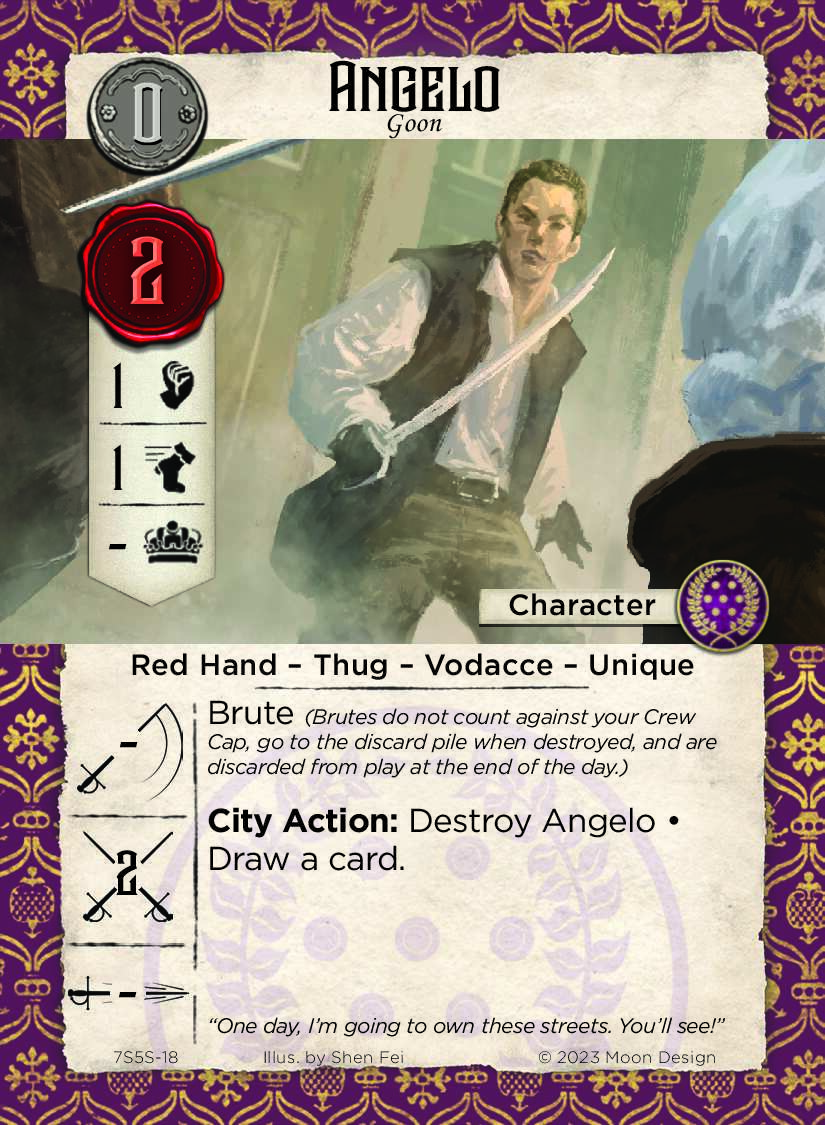 0
ANGELO
Goon
2
1
1
-
Character
Red Hand – Thug – Vodacce – Unique
-
2
-
Brute (Brutes do not count against your Crew
Cap, go to the discard pile when destroyed, and are
discarded from play at the end of the day.)
City Action: Destroy Angelo •
Draw a card.
“One day, I’m going to own these streets. You’ll see!”
7S5S-18 Illus. by Shen Fei © 2023 Moon Design